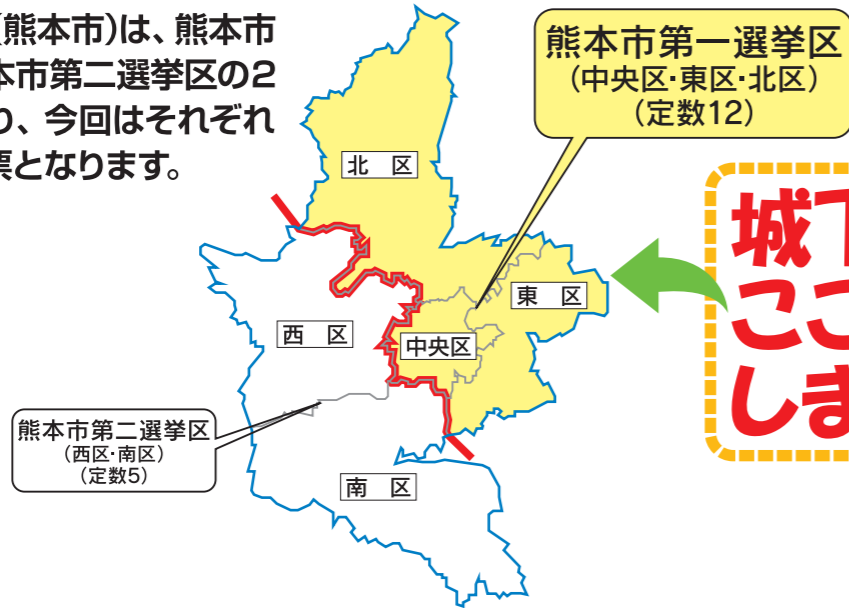 (熊本市)は、熊本市
本市第二選挙区の2
り、今回はそれぞれ
票となります。
熊本市第一選挙区
(中央区・東区・北区)
(定数12)
北 区
東 区
西 区
中央区
熊本市第二選挙区
(西区・南区)
(定数5)
南 区
城下
ここ
しま